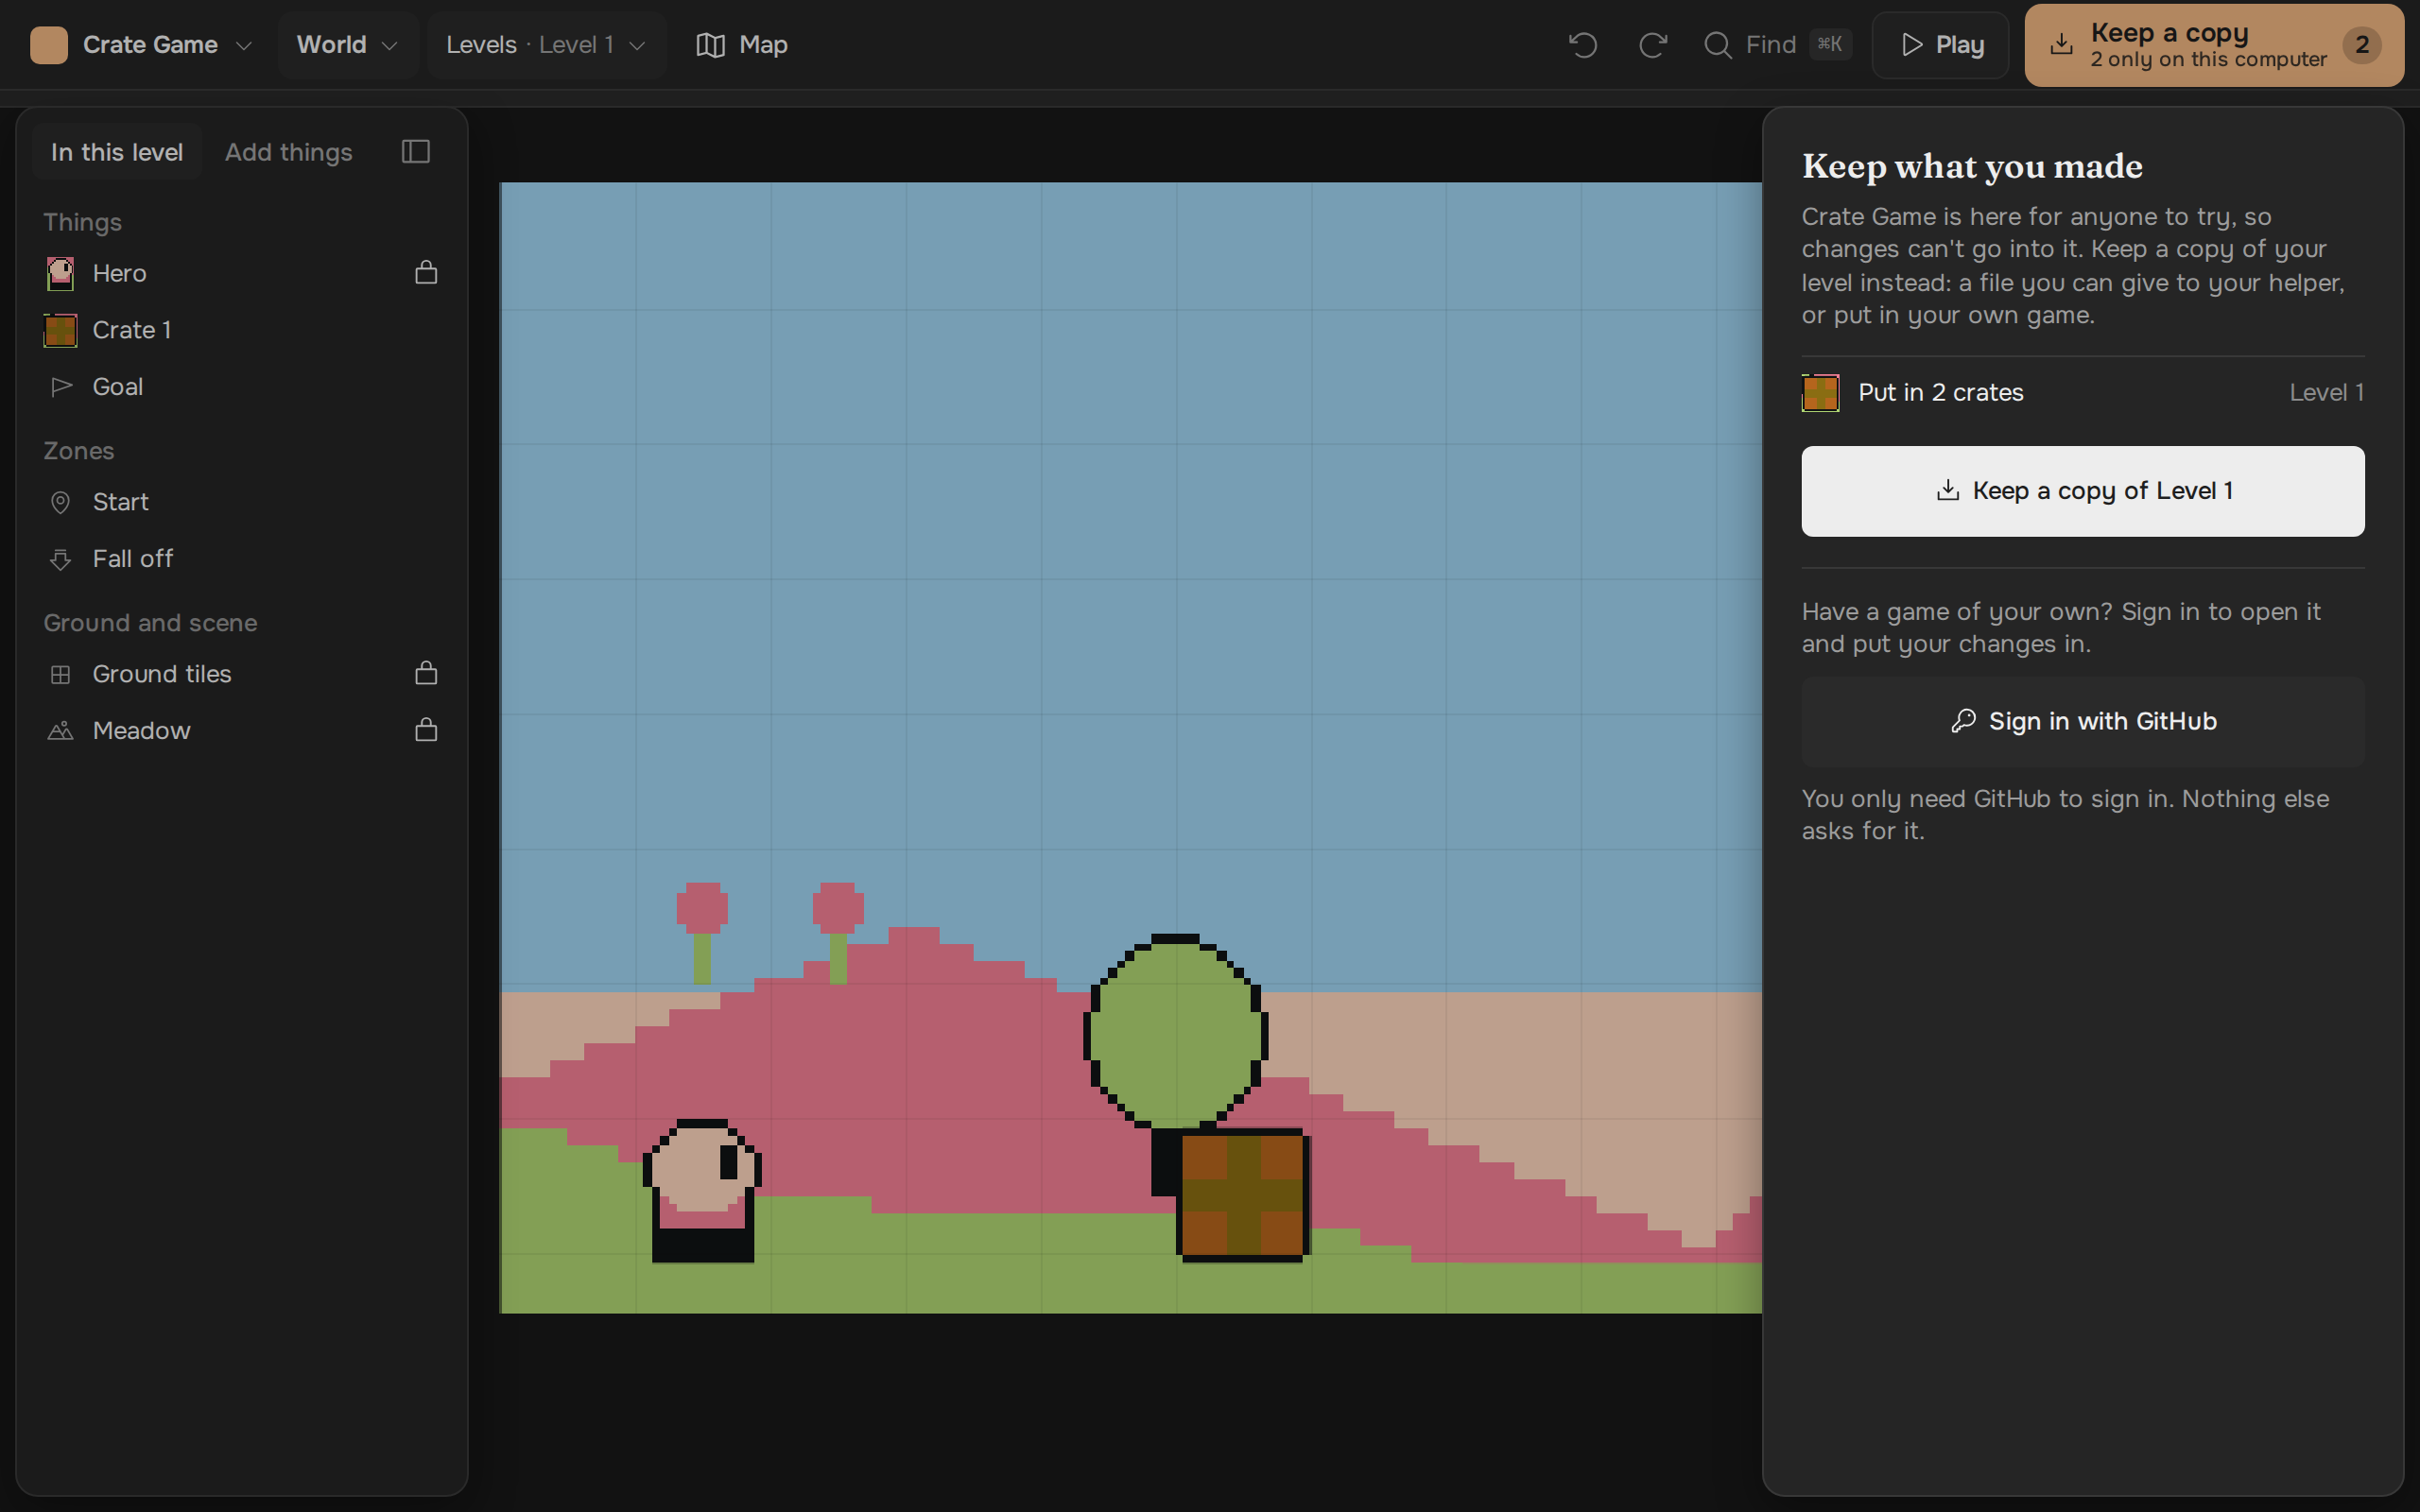 Crate Game
World
Levels · Level 1
Map
Find ⌘K
Play
Keep a copy
2 only on this computer
2
In this level
Add things
Things
Hero
Crate 1
Goal
Zones
Start
Fall off
Ground and scene
Ground tiles
Meadow
Keep what you made
Crate Game is here for anyone to try, so
changes can't go into it. Keep a copy of your
level instead: a file you can give to your helper,
or put in your own game.
Put in 2 crates
Level 1
Keep a copy of Level 1
Have a game of your own? Sign in to open it
and put your changes in.
Sign in with GitHub
You only need GitHub to sign in. Nothing else
asks for it.